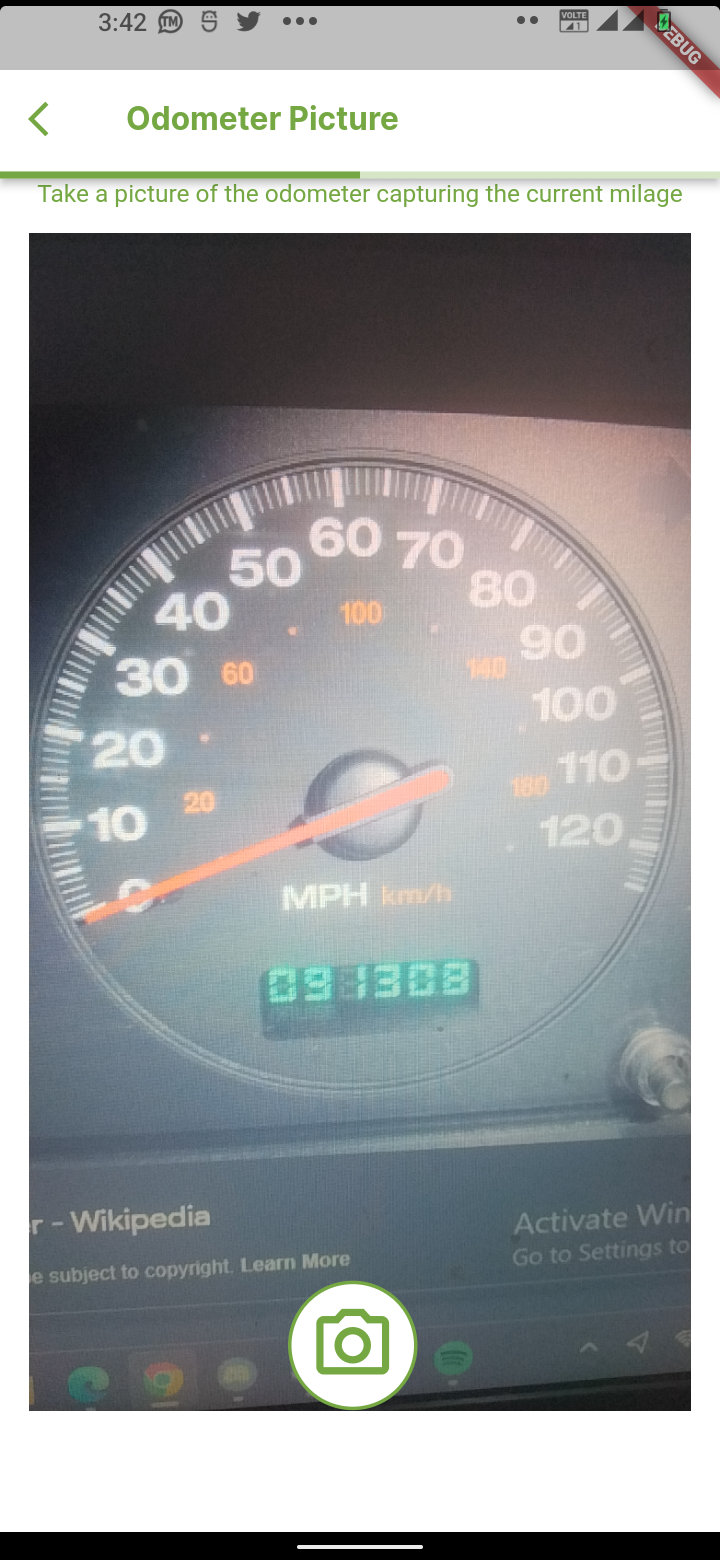 3:42
VOLTE
1
DEBUG
Odometer Picture
Take a picture of the odometer capturing the current milage
60
50
70
40
80
100
90
30
60
140
100
20
110
20
180
10
120
0
MPH km/h
091308
r - Wikipedia
Activate Win
e subject to copyright. Learn More
Go to Settings to